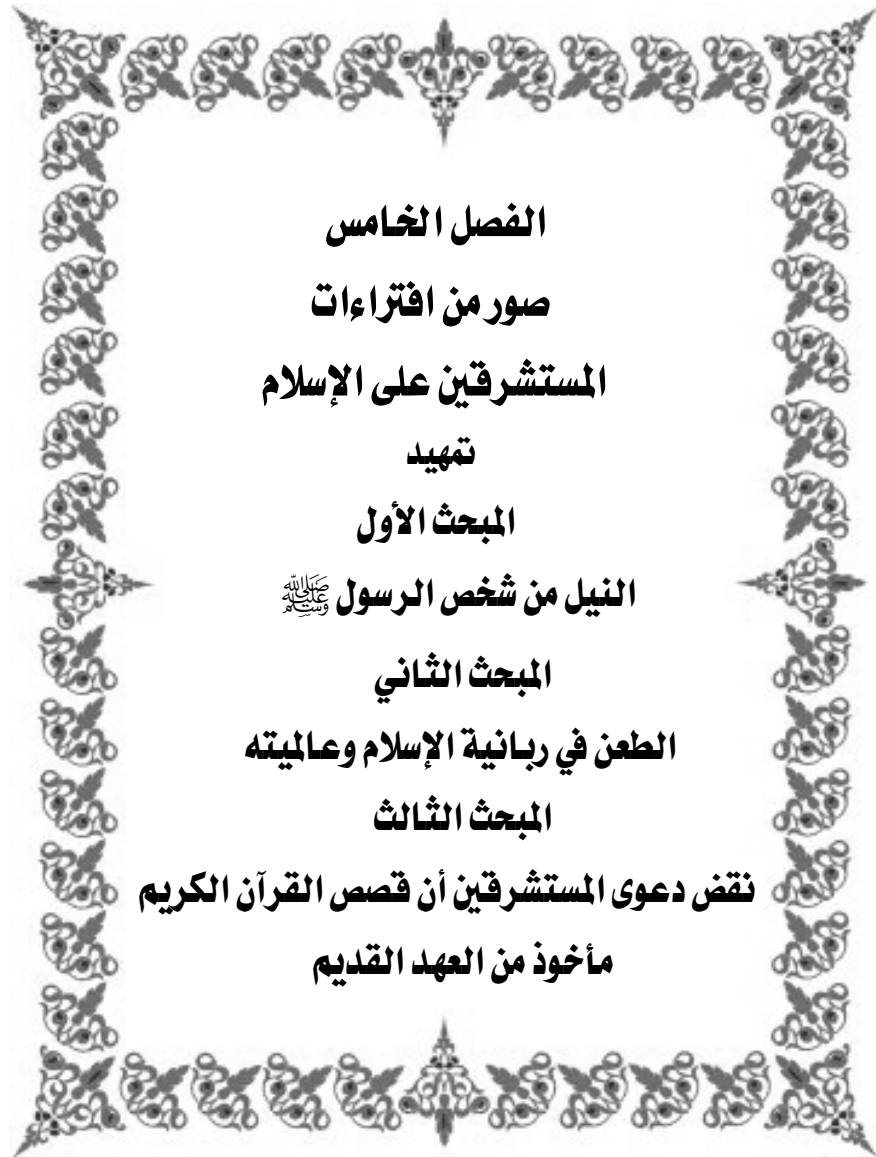 الفصل الخامس
صور من افتراءات
المستشرقين على الإسلام
تمهيد
المبحث الأول
النيل من شخص الرسول ﷺ
المبحث الثاني
الطعن في ربانية الإسلام وعالميته
المبحث الثالث
نقض دعوى المستشرقين أن قصص القرآن الكريم
مأخوذ من العهد القديم